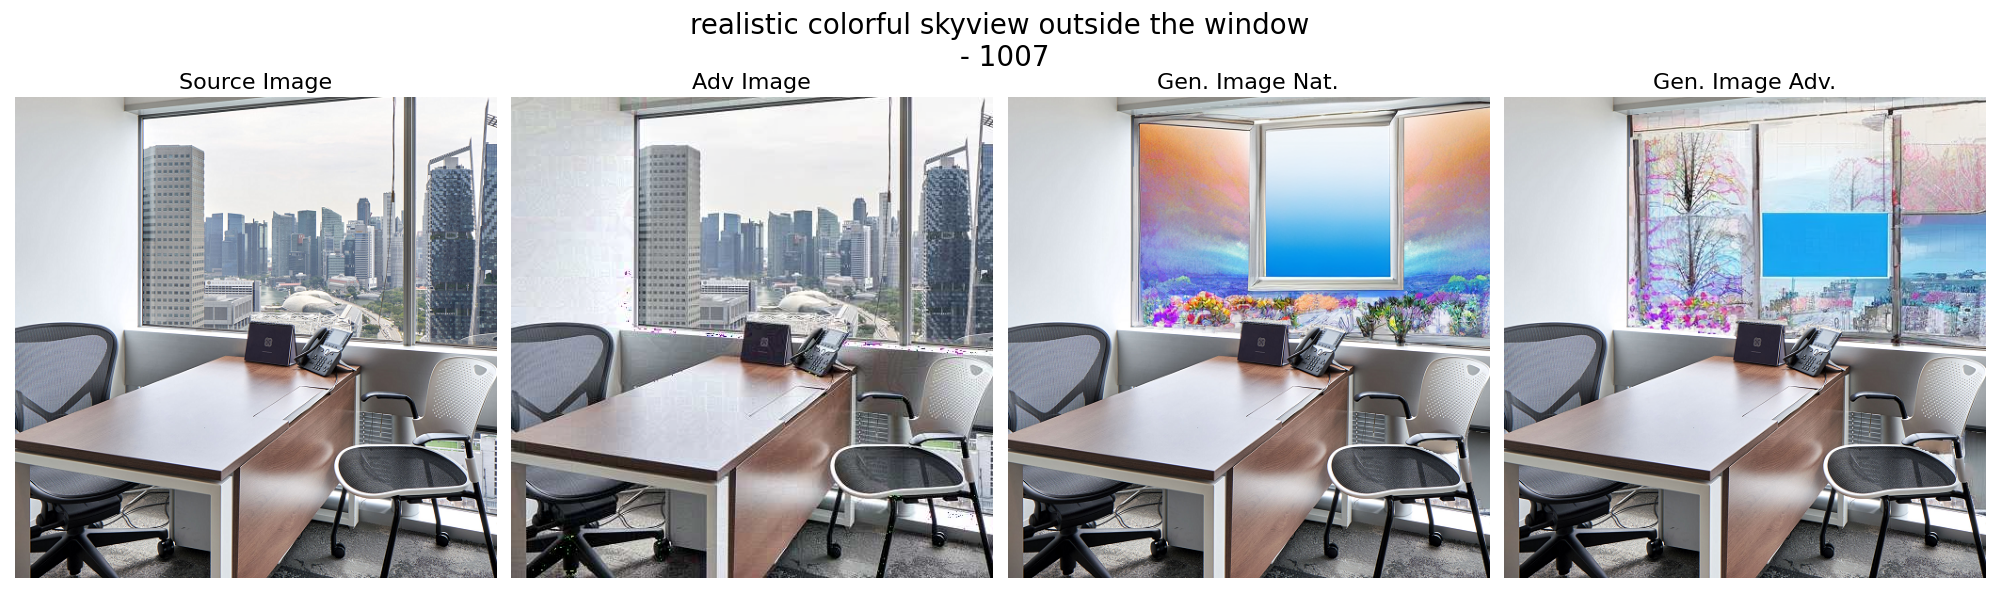 realistic colorful skyview outside the window
- 1007
Source Image
Adv Image
Gen. Image Nat.
Gen. Image Adv.